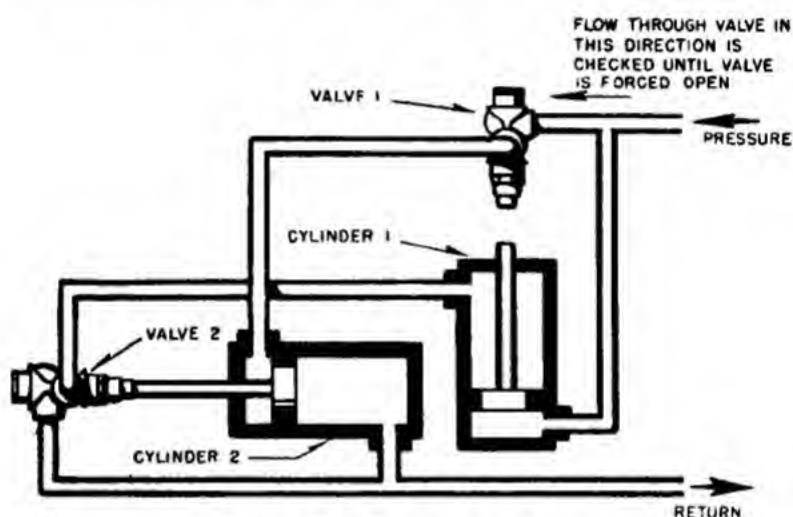 FLOW THROUGH VALVE IN
THIS DIRECTION IS
CHECKED UNTIL VALVE
IS FORCED OPEN
VALVE 1
PRESSURE
CYLINDER 1
VALVE 2
CYLINDER 2
RETURN